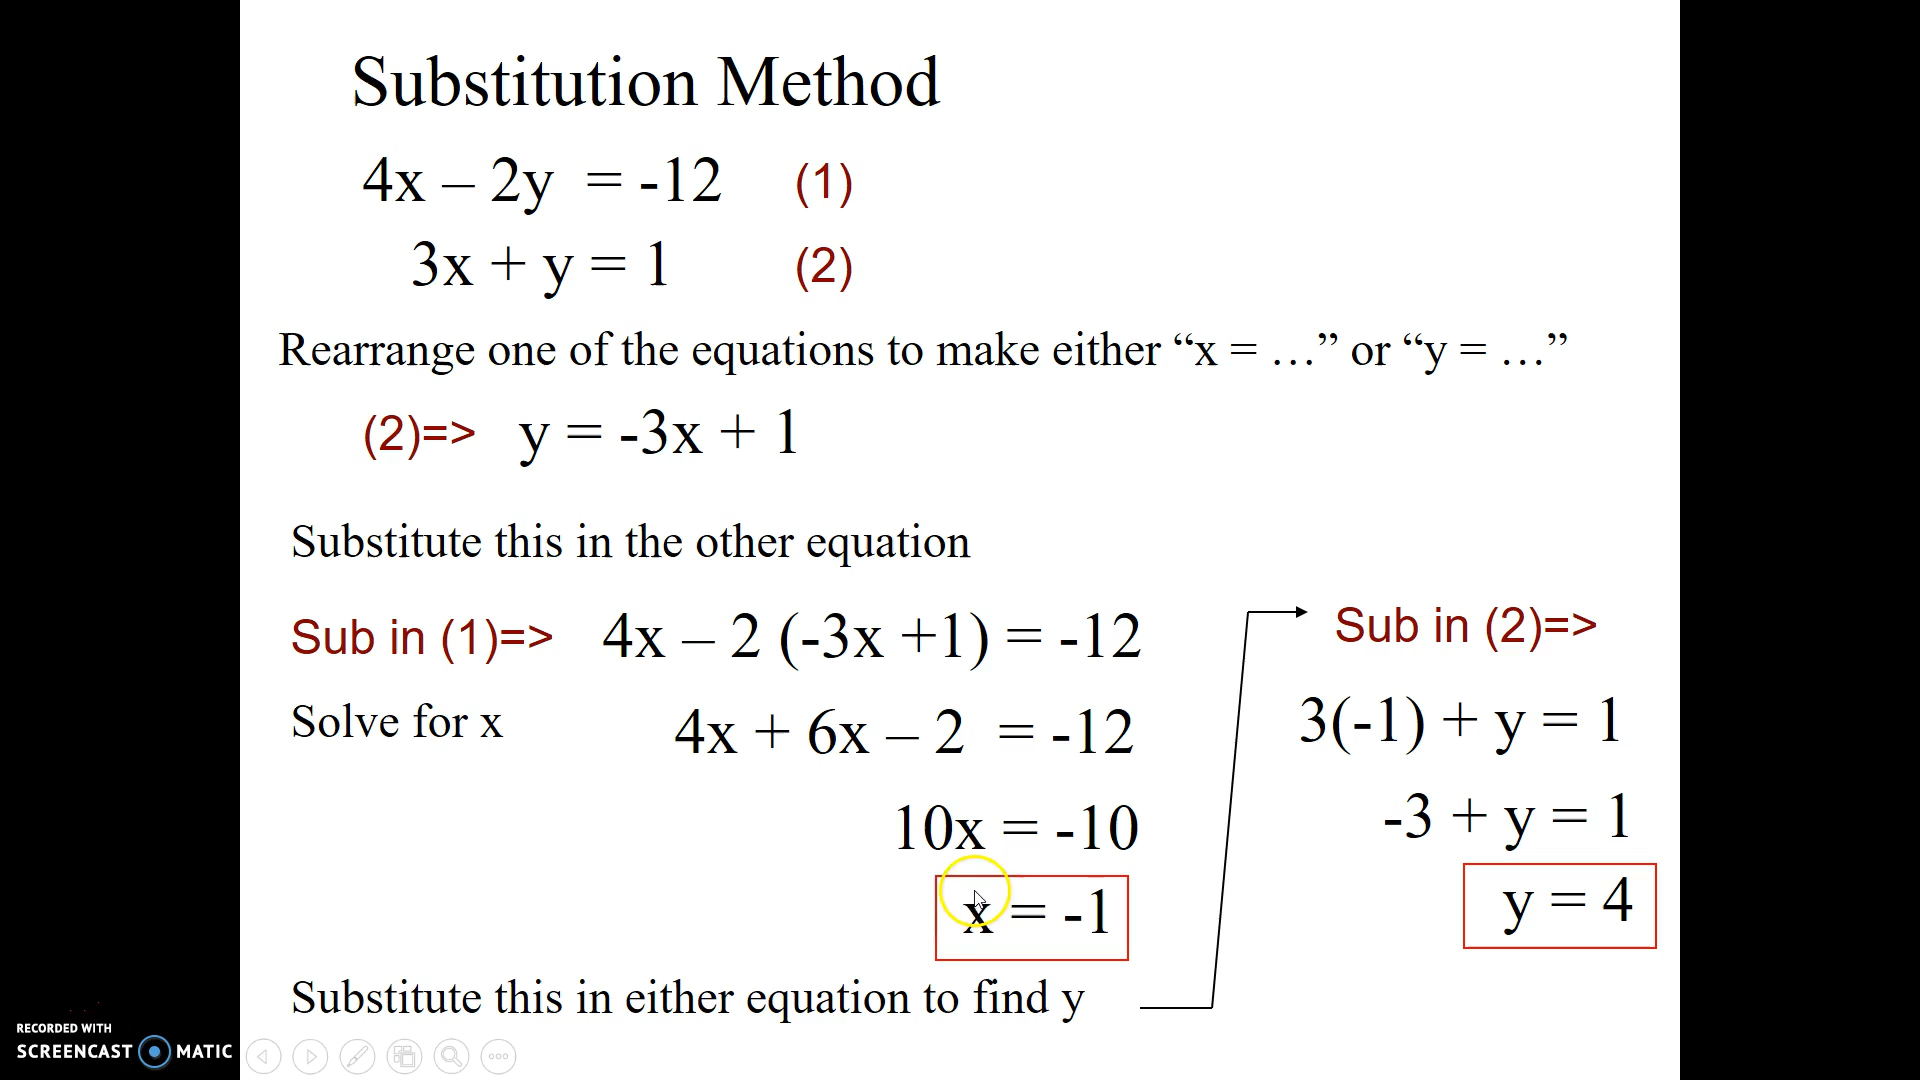 Substitution Method
4x – 2y = -12 (1)
3x + y = 1 (2)
Rearrange one of the equations to make either “x = …” or “y = …”
(2)=> y = -3x + 1
Substitute this in the other equation
Sub in (1)=> 4x – 2 (-3x +1) = -12
Solve for x 4x + 6x – 2 = -12
10x = -10
x = -1
Substitute this in either equation to find y
Sub in (2)=>
3(-1) + y = 1
-3 + y = 1
y = 4
RECORDED WITH
SCREENCAST MATIC